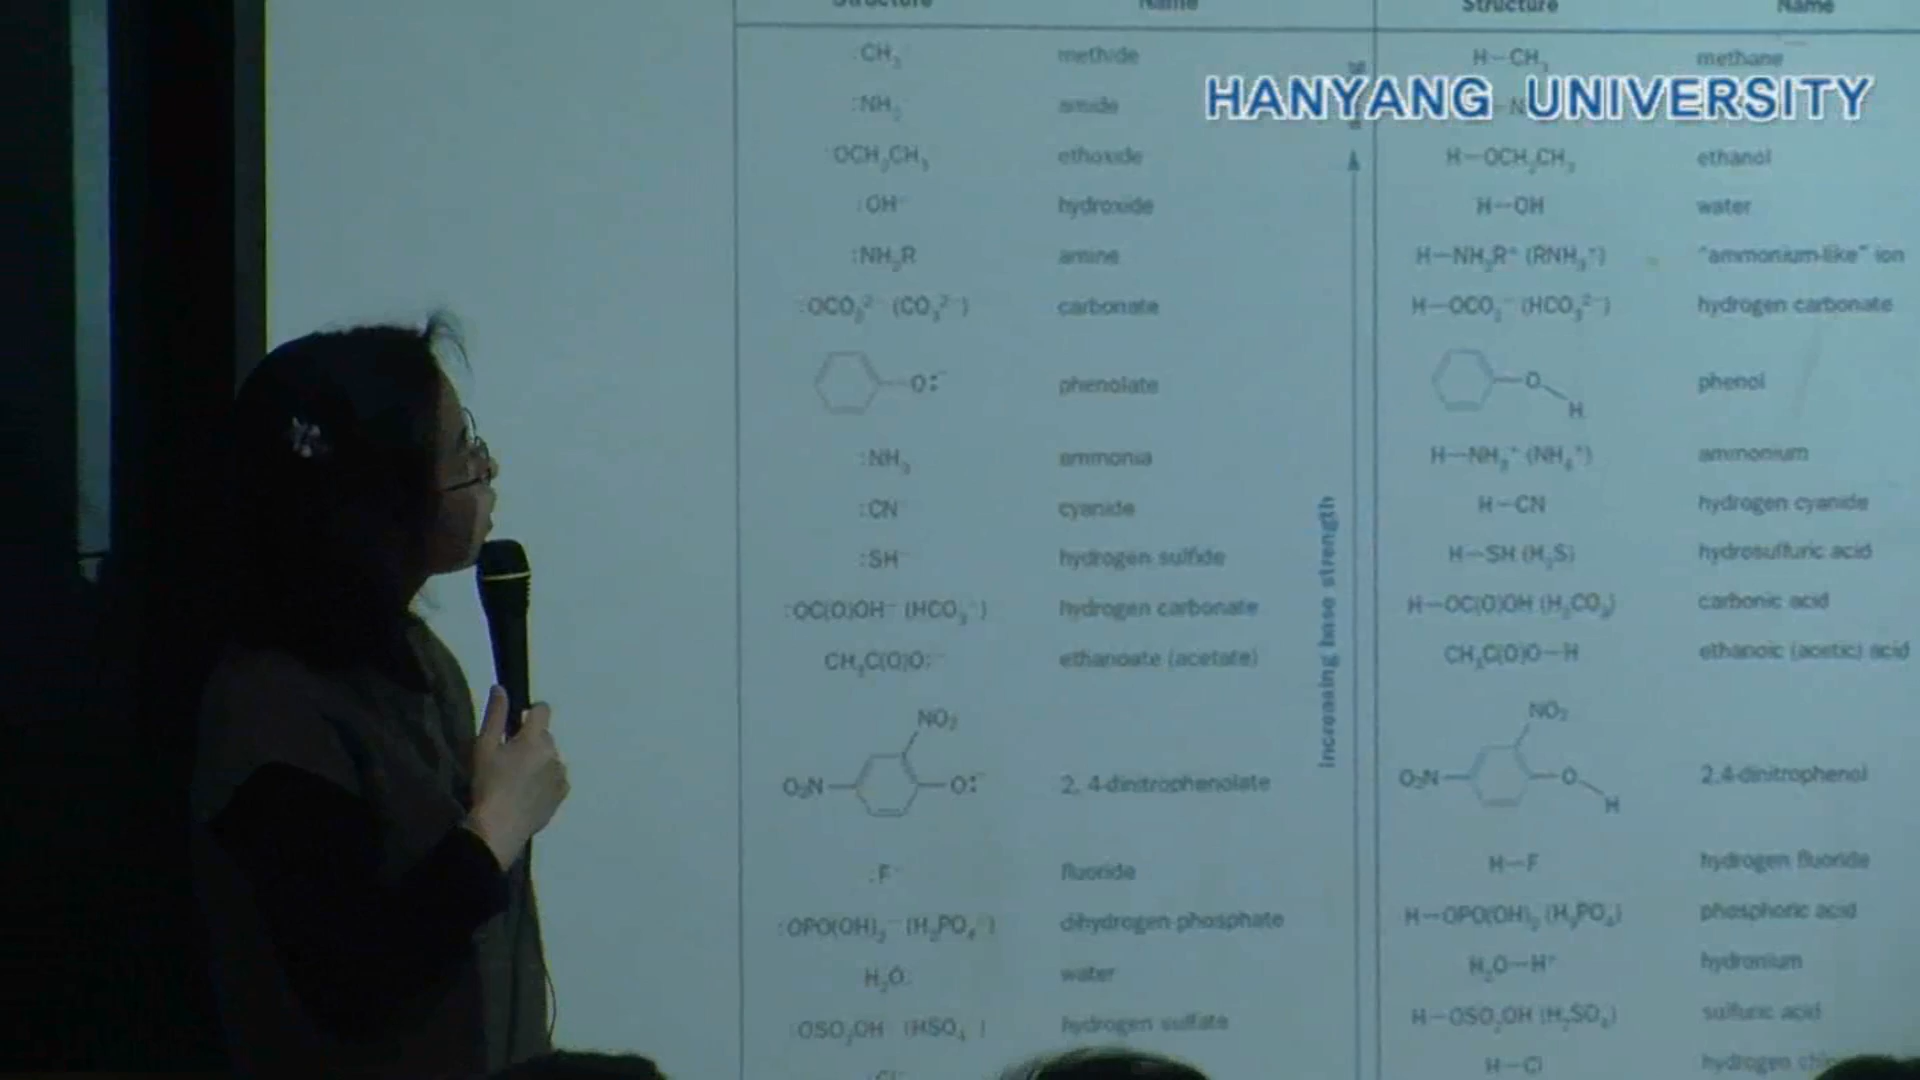 Structure Name Structure Name
:CH₃ methide H—CH₃ methane
HANYANG UNIVERSITY
:NH₂ amide
:OCH₂CH₃ ethoxide H—OCH₂CH₃ ethanol
:OH⁻ hydroxide H—OH water
:NH₂R amine H—NH₂R⁺ (RNH₃⁺) "ammonium-like" ion
:OCO₂²⁻ (CO₃²⁻) carbonate H—OCO₂⁻ (HCO₃²⁻) hydrogen carbonate
O:⁻ phenolate O H phenol
:NH₃ ammonia H—NH₃⁺ (NH₄⁺) ammonium
:CN⁻ cyanide H—CN hydrogen cyanide
:SH⁻ hydrogen sulfide H—SH (H₂S) hydrosulfuric acid
:OC(O)OH⁻ (HCO₃⁻) hydrogen carbonate H—OC(O)OH (H₂CO₃) carbonic acid
CH₃C(O)O:⁻ ethanoate (acetate) CH₃C(O)O—H ethanoic (acetic) acid
increasing base strength
NO₂ NO₂
O₂N O:⁻ 2, 4-dinitrophenolate O₂N O H 2,4-dinitrophenol
:F⁻ fluoride H—F hydrogen fluoride
:OPO(OH)₂⁻ (H₂PO₄⁻) dihydrogen phosphate H—OPO(OH)₂ (H₃PO₄) phosphoric acid
H₂O: water H₂O—H⁺ hydronium
:OSO₂OH⁻ (HSO₄⁻) hydrogen sulfate H—OSO₂OH (H₂SO₄) sulfuric acid
H—Cl hydrogen